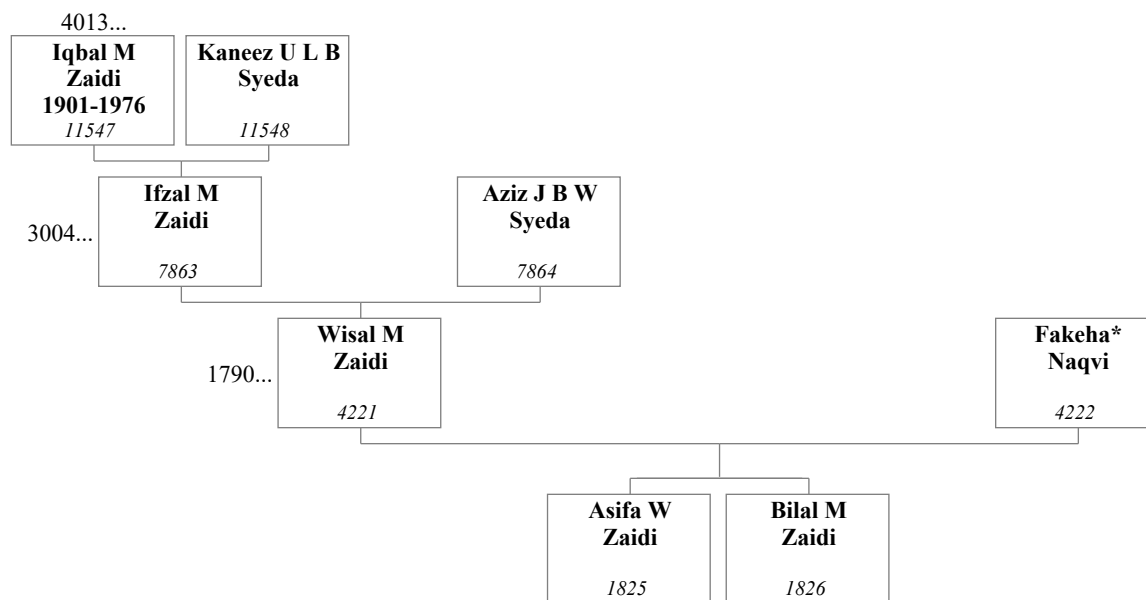 4013...
Iqbal M
Zaidi
1901-1976
11547
Kaneez U L B
Syeda
11548
3004...
Ifzal M
Zaidi
7863
Aziz J B W
Syeda
7864
1790...
Wisal M
Zaidi
4221
Fakeha*
Naqvi
4222
Asifa W
Zaidi
1825
Bilal M
Zaidi
1826